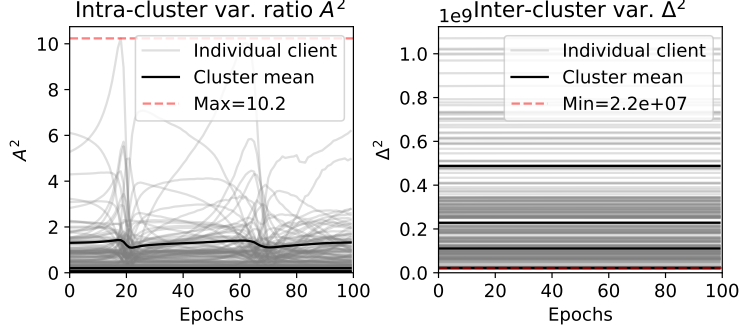 Intra-cluster var. ratio A²
Individual client
Cluster mean
Max=10.2
A²
10
8
6
4
2
0
0 20 40 60 80 100
Epochs
1e9 Inter-cluster var. Δ²
Individual client
Cluster mean
Min=2.2e+07
Δ²
1.0
0.8
0.6
0.4
0.2
0.0
0 20 40 60 80 100
Epochs